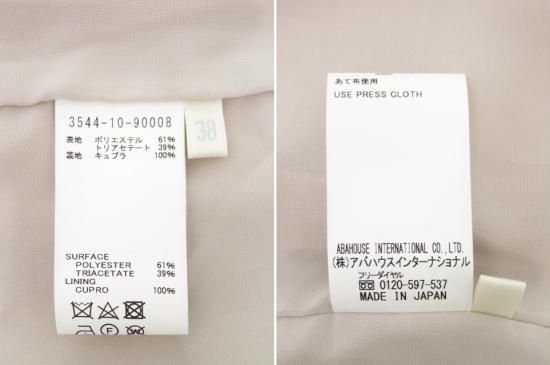 3544-10-90008
38
表地 ポリエステル 61%
トリアセテート 39%
裏地 キュプラ 100%
SURFACE
POLYESTER 61%
TRIACETATE 39%
LINING
CUPRO 100%
あて布使用
USE PRESS CLOTH
ABAHOUSE INTERNATIONAL CO.,LTD.
(株)アバハウスインターナショナル
フリーダイヤル
0120-597-537
MADE IN JAPAN